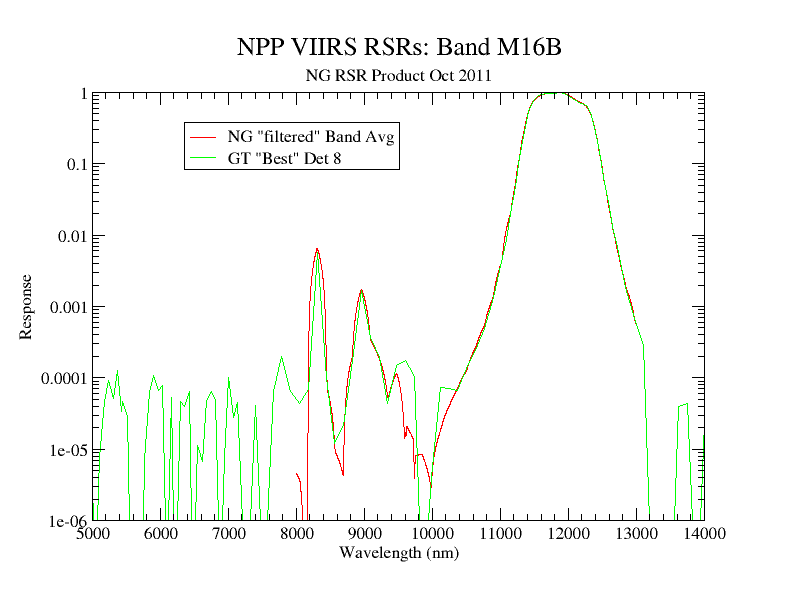 NPP VIIRS RSRs: Band M16B
NG RSR Product Oct 2011
NG "filtered" Band Avg
GT "Best" Det 8
Response
1
0.1
0.01
0.001
0.0001
1e-05
1e-06
5000 6000 7000 8000 9000 10000 11000 12000 13000 14000
Wavelength (nm)